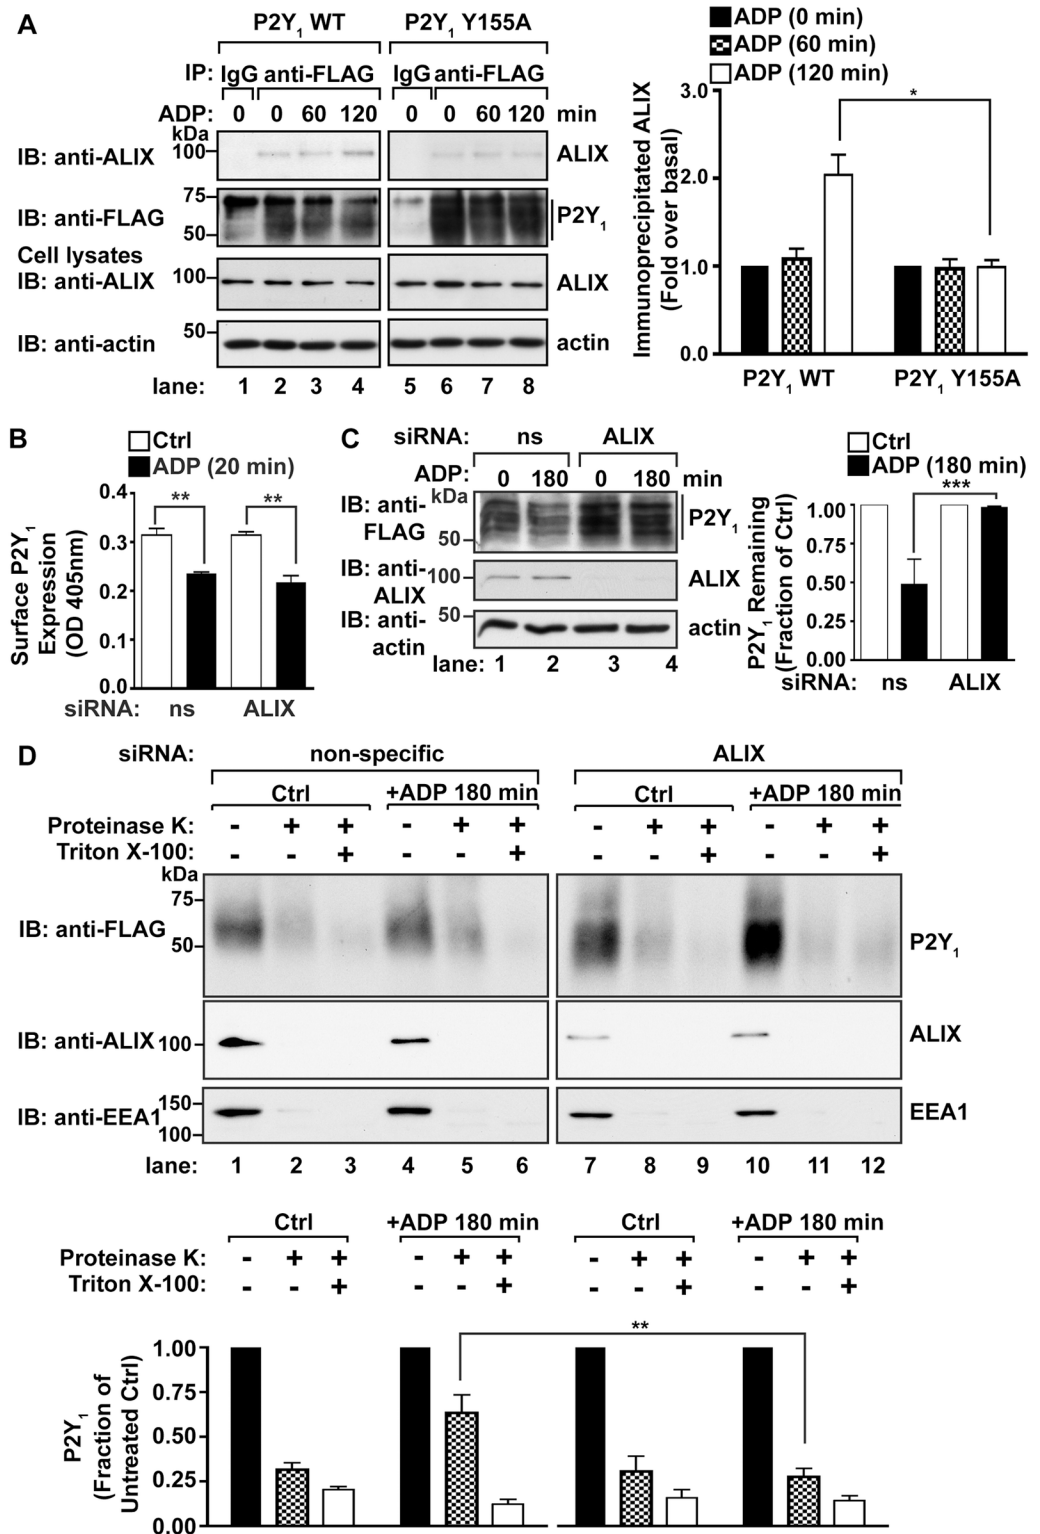 A
P2Y1 WT
P2Y1 Y155A
IP: IgG anti-FLAG IgG anti-FLAG
ADP: 0 0 60 120 0 0 60 120 min
kDa
IB: anti-ALIX 100 ALIX
75
IB: anti-FLAG P2Y1
50
Cell lysates
IB: anti-ALIX 100 ALIX
50
IB: anti-actin actin
lane: 1 2 3 4 5 6 7 8
ADP (0 min)
ADP (60 min)
ADP (120 min)
Immunoprecipitated ALIX
(Fold over basal)
3.0
*
2.0
1.0
0.0
P2Y1 WT P2Y1 Y155A
B
Ctrl
ADP (20 min)
Surface P2Y1
Expression
(OD 405nm)
0.4
** **
0.3
0.2
0.1
0.0
siRNA: ns ALIX
C
siRNA: ns ALIX
ADP: 0 180 0 180 min
kDa
IB: anti-
FLAG P2Y1
50
IB: anti-
ALIX 100 ALIX
IB: anti-
actin 50 actin
lane: 1 2 3 4
Ctrl
ADP (180 min)
P2Y1 Remaining
(Fraction of Ctrl)
***
1.00
0.75
0.50
0.25
0.00
siRNA: ns ALIX
D
siRNA: non-specific ALIX
Ctrl +ADP 180 min Ctrl +ADP 180 min
Proteinase K: - + + - + + - + + - + +
Triton X-100: - - + - - + - - + - - +
kDa
75
IB: anti-FLAG P2Y1
50
IB: anti-ALIX 100 ALIX
150
IB: anti-EEA1 EEA1
100
lane: 1 2 3 4 5 6 7 8 9 10 11 12
Ctrl +ADP 180 min Ctrl +ADP 180 min
Proteinase K: - + + - + + - + + - + +
Triton X-100: - - + - - + - - + - - +
P2Y1
(Fraction of
Untreated Ctrl)
**
1.00
0.75
0.50
0.25
0.00